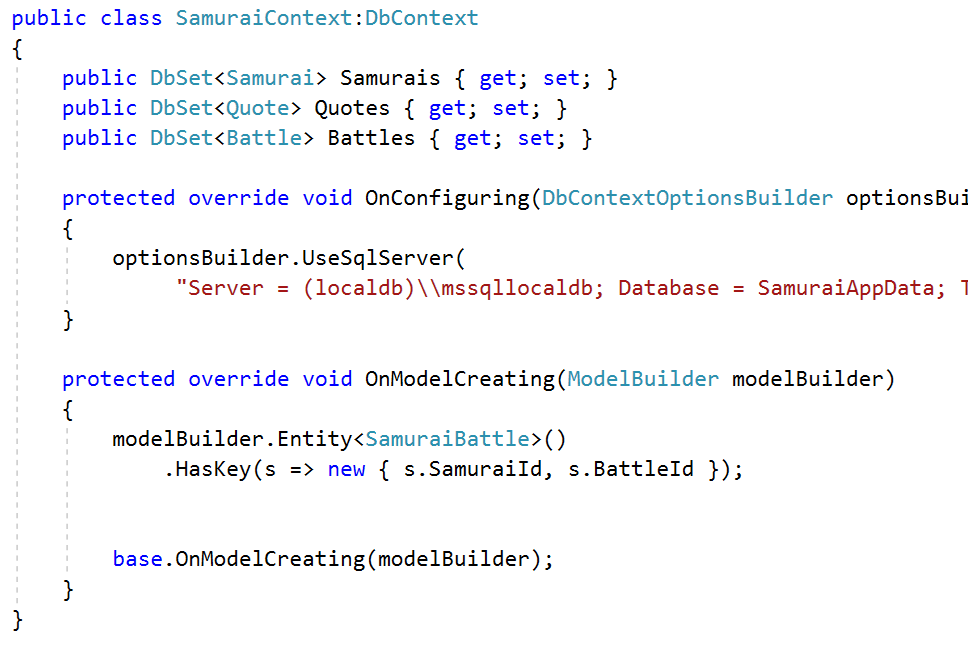 public class SamuraiContext:DbContext
{
    public DbSet<Samurai> Samurais { get; set; }
    public DbSet<Quote> Quotes { get; set; }
    public DbSet<Battle> Battles { get; set; }
    protected override void OnConfiguring(DbContextOptionsBuilder optionsBui
    {
        optionsBuilder.UseSqlServer(
             "Server = (localdb)\\mssqllocaldb; Database = SamuraiAppData; T
    }
    protected override void OnModelCreating(ModelBuilder modelBuilder)
    {
        modelBuilder.Entity<SamuraiBattle>()
            .HasKey(s => new { s.SamuraiId, s.BattleId });
        base.OnModelCreating(modelBuilder);
    }
}